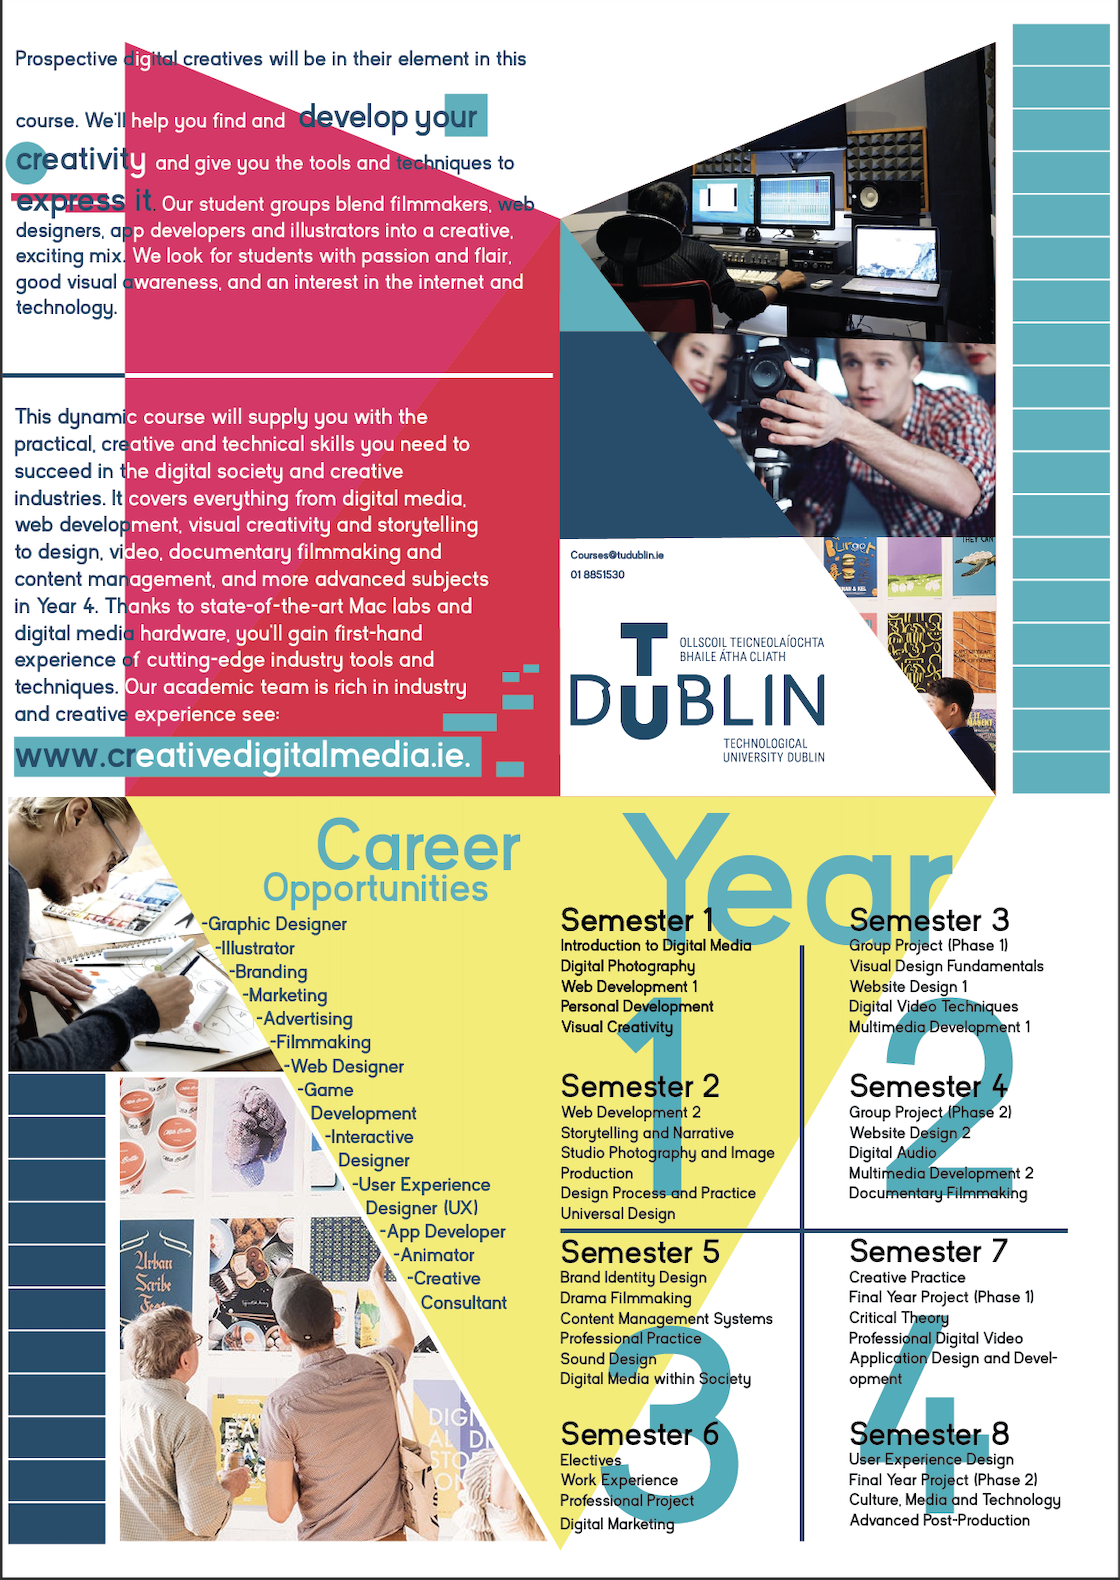 Prospective digital creatives will be in their element in this
course. We'll help you find and develop your
creativity and give you the tools and techniques to
express it. Our student groups blend filmmakers, web
designers, app developers and illustrators into a creative,
exciting mix. We look for students with passion and flair,
good visual awareness, and an interest in the internet and
technology.
This dynamic course will supply you with the
practical, creative and technical skills you need to
succeed in the digital society and creative
industries. It covers everything from digital media,
web development, visual creativity and storytelling
to design, video, documentary filmmaking and
content management, and more advanced subjects
in Year 4. Thanks to state-of-the-art Mac labs and
digital media hardware, you'll gain first-hand
experience of cutting-edge industry tools and
techniques. Our academic team is rich in industry
and creative experience see:
www.creativedigitalmedia.ie.
Burger
THEY CAN
Courses@tudublin.ie
01 8851530
OLLSCOIL TEICNEOLAÍOCHTA
BHAILE ÁTHA CLIATH
TU DUBLIN
TECHNOLOGICAL
UNIVERSITY DUBLIN
Career
Opportunities
-Graphic Designer
-Illustrator
-Branding
-Marketing
-Advertising
-Filmmaking
-Web Designer
-Game
Development
-Interactive
Designer
-User Experience
Designer (UX)
-App Developer
-Animator
-Creative
Consultant
Urban
Scribe
Fest
DIGI
AL DI
STO
ON
Year
1
Semester 1
Introduction to Digital Media
Digital Photography
Web Development 1
Personal Development
Visual Creativity
Semester 2
Web Development 2
Storytelling and Narrative
Studio Photography and Image
Production
Design Process and Practice
Universal Design
2
Semester 3
Group Project (Phase 1)
Visual Design Fundamentals
Website Design 1
Digital Video Techniques
Multimedia Development 1
Semester 4
Group Project (Phase 2)
Website Design 2
Digital Audio
Multimedia Development 2
Documentary Filmmaking
3
Semester 5
Brand Identity Design
Drama Filmmaking
Content Management Systems
Professional Practice
Sound Design
Digital Media within Society
Semester 6
Electives
Work Experience
Professional Project
Digital Marketing
4
Semester 7
Creative Practice
Final Year Project (Phase 1)
Critical Theory
Professional Digital Video
Application Design and Devel-
opment
Semester 8
User Experience Design
Final Year Project (Phase 2)
Culture, Media and Technology
Advanced Post-Production